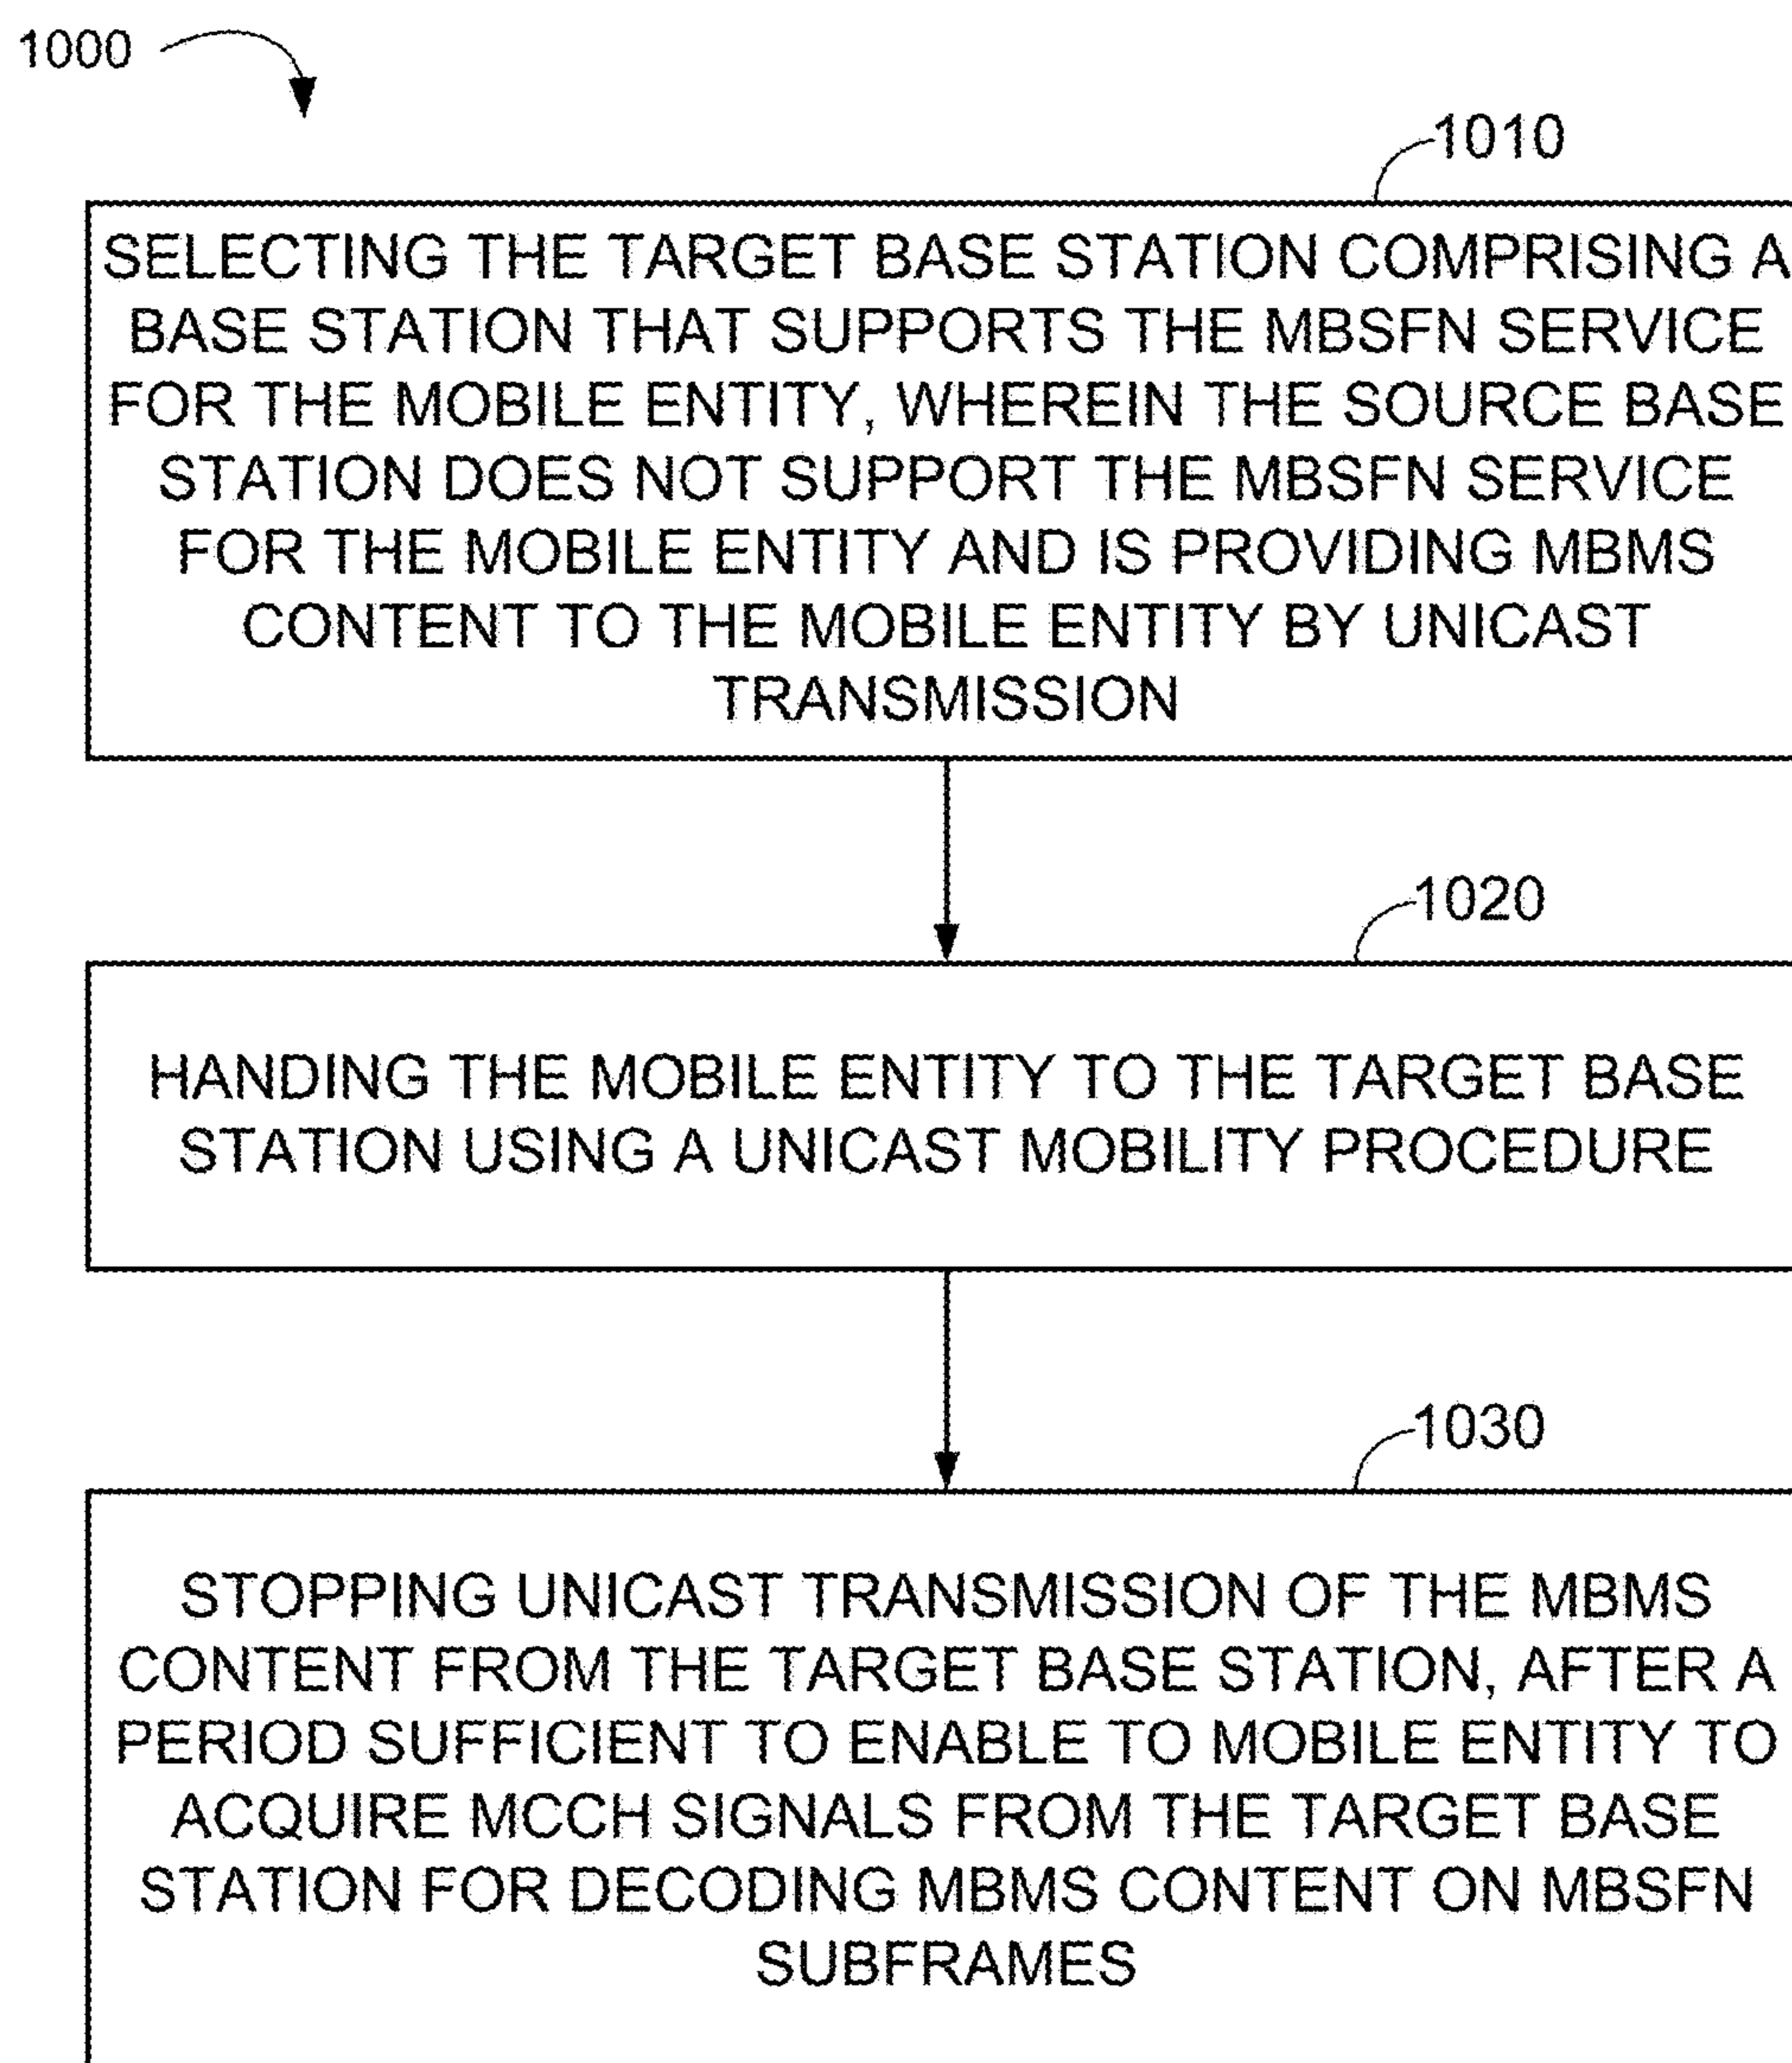 1000
1010
SELECTING THE TARGET BASE STATION COMPRISING A
BASE STATION THAT SUPPORTS THE MBSFN SERVICE
FOR THE MOBILE ENTITY, WHEREIN THE SOURCE BASE
STATION DOES NOT SUPPORT THE MBSFN SERVICE
FOR THE MOBILE ENTITY AND IS PROVIDING MBMS
CONTENT TO THE MOBILE ENTITY BY UNICAST
TRANSMISSION
1020
HANDING THE MOBILE ENTITY TO THE TARGET BASE
STATION USING A UNICAST MOBILITY PROCEDURE
1030
STOPPING UNICAST TRANSMISSION OF THE MBMS
CONTENT FROM THE TARGET BASE STATION, AFTER A
PERIOD SUFFICIENT TO ENABLE TO MOBILE ENTITY TO
ACQUIRE MCCH SIGNALS FROM THE TARGET BASE
STATION FOR DECODING MBMS CONTENT ON MBSFN
SUBFRAMES